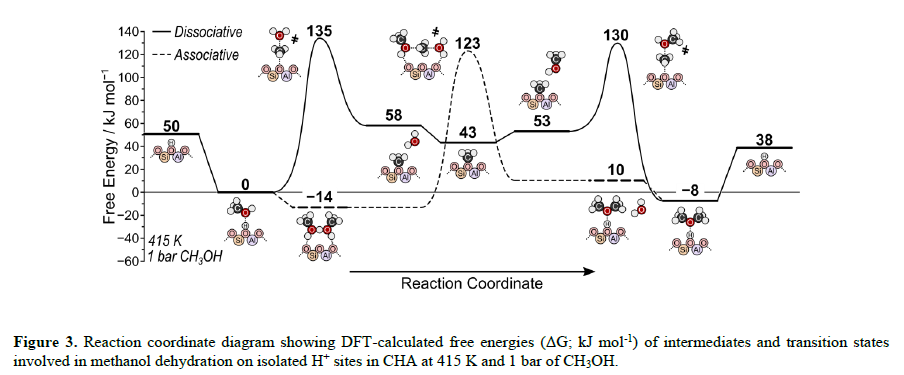 140
120
100
80
60
40
20
0
−20
−40
−60
Free Energy / kJ mol⁻¹
Dissociative
Associative
415 K
1 bar CH₃OH
50
0
135
−14
58
43
123
53
130
10
−8
38
Reaction Coordinate
Figure 3. Reaction coordinate diagram showing DFT-calculated free energies (ΔG; kJ mol⁻¹) of intermediates and transition states
involved in methanol dehydration on isolated H⁺ sites in CHA at 415 K and 1 bar of CH₃OH.